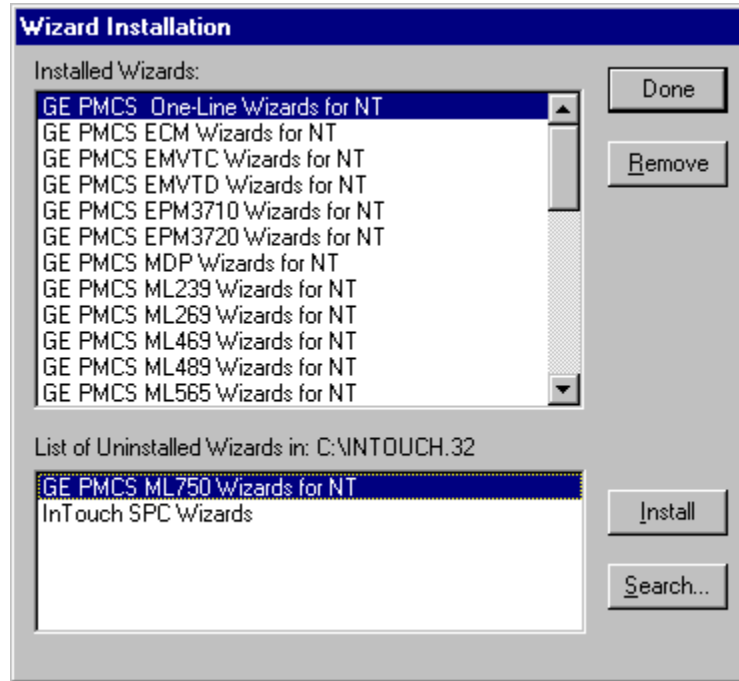 Wizard Installation
Installed Wizards:
Done
GE PMCS  One-Line Wizards for NT
GE PMCS ECM Wizards for NT
GE PMCS EMVTC Wizards for NT
Remove
GE PMCS EMVTD Wizards for NT
GE PMCS EPM3710 Wizards for NT
GE PMCS EPM3720 Wizards for NT
GE PMCS MDP Wizards for NT
GE PMCS ML239 Wizards for NT
GE PMCS ML269 Wizards for NT
GE PMCS ML469 Wizards for NT
GE PMCS ML489 Wizards for NT
GE PMCS ML565 Wizards for NT
List of Uninstalled Wizards in: C:\INTOUCH.32
GE PMCS ML750 Wizards for NT
InTouch SPC Wizards
Install
Search...